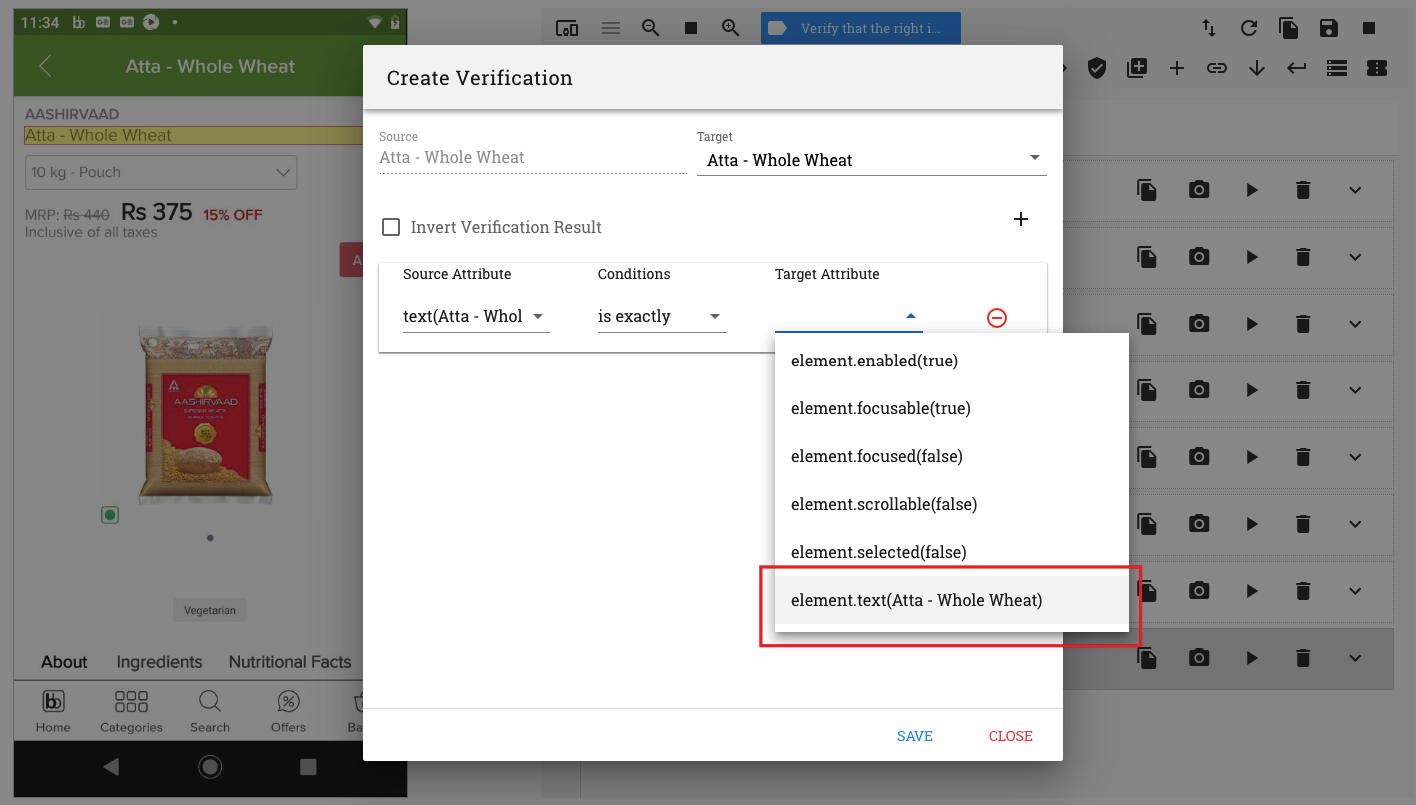 11:34
Verify that the right i...
Atta - Whole Wheat
Create Verification
AASHIRVAAD
Atta - Whole Wheat
10 kg - Pouch
MRP: Rs 440 Rs 375 15% OFF
Inclusive of all taxes
A
Source
Atta - Whole Wheat
Target
Atta - Whole Wheat
Invert Verification Result
Source Attribute
Conditions
Target Attribute
text(Atta - Whol
is exactly
element.enabled(true)
element.focusable(true)
element.focused(false)
element.scrollable(false)
element.selected(false)
element.text(Atta - Whole Wheat)
AASHIRVAAD
Vegetarian
About
Ingredients
Nutritional Facts
Home
Categories
Search
Offers
Ba
SAVE
CLOSE